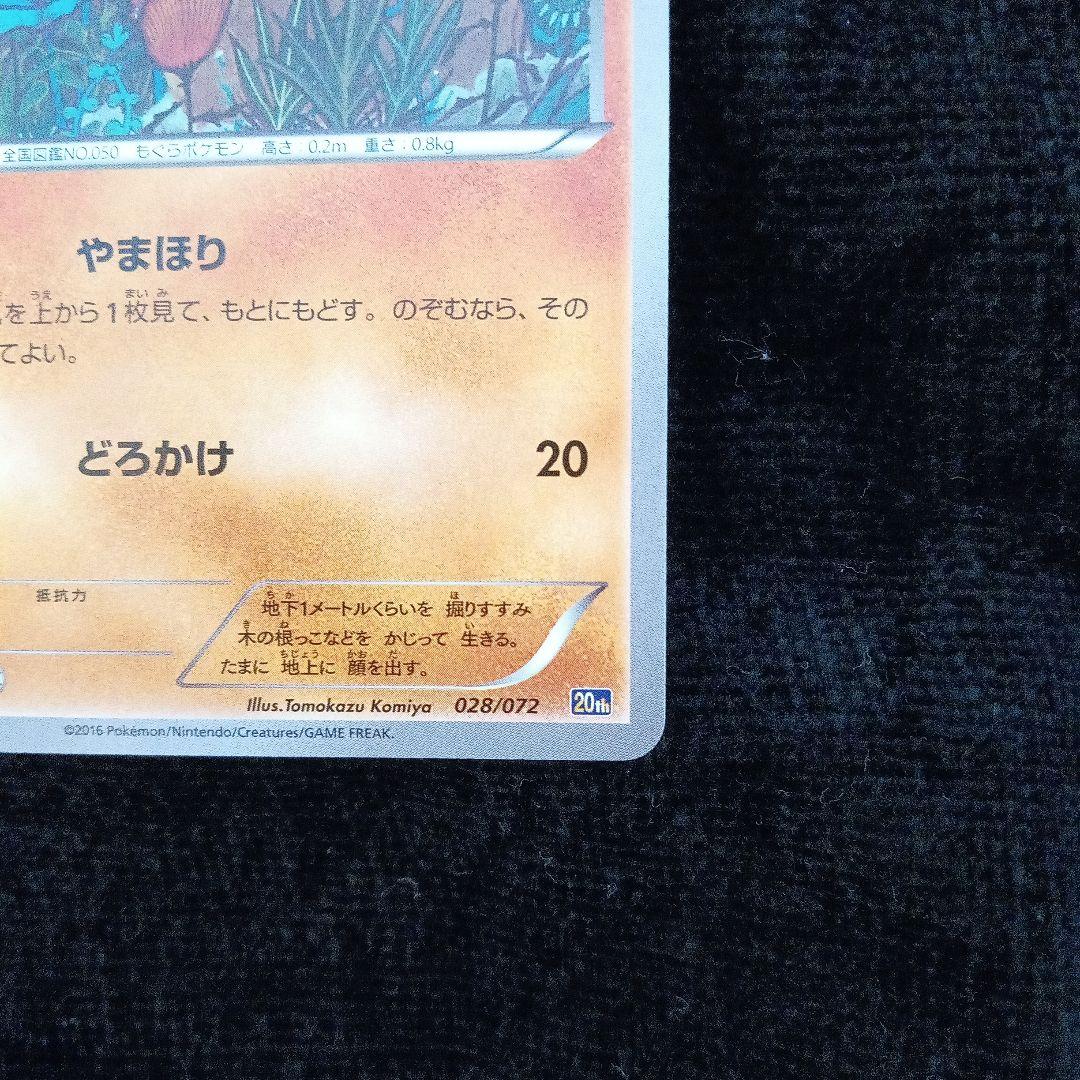 全国図鑑NO.050 もぐらポケモン 高さ：0.2m 重さ：0.8kg
やまほり
を上から1枚見て、もとにもどす。のぞむなら、その
てよい。
どろかけ 20
抵抗力
地下1メートルくらいを 掘りすすみ
木の根っこなどを かじって 生きる。
たまに 地上に 顔を出す。
Illus.Tomokazu Komiya 028/072 20th
©2016 Pokémon/Nintendo/Creatures/GAME FREAK.